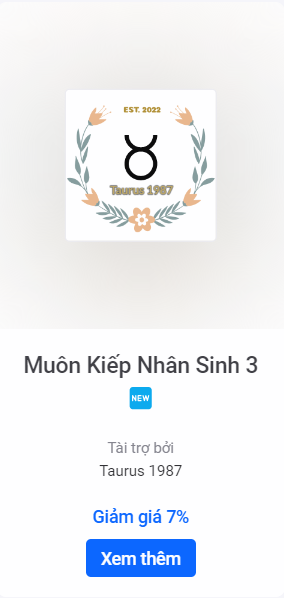 EST. 2022
Taurus 1987
Muôn Kiếp Nhân Sinh 3
NEW
Tài trợ bởi
Taurus 1987
Giảm giá 7%
Xem thêm